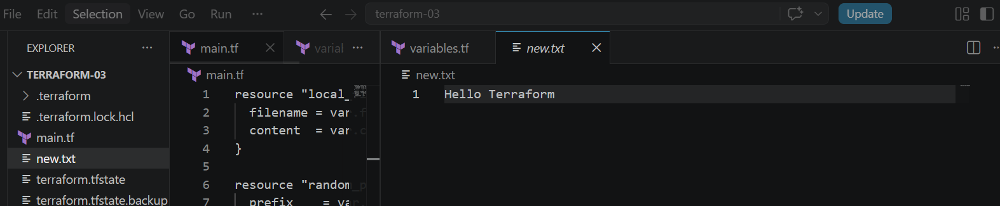 File Edit Selection View Go Run ··· terraform-03 Update
EXPLORER ···
TERRAFORM-03
.terraform
.terraform.lock.hcl
main.tf
new.txt
terraform.tfstate
terraform.tfstate.backup
main.tf varial ···
main.tf
1 resource "local_
2 filename = var.f
3 content = var.c
4 }
5
6 resource "random_p
7 prefix = var.
variables.tf new.txt
new.txt
1 Hello Terraform